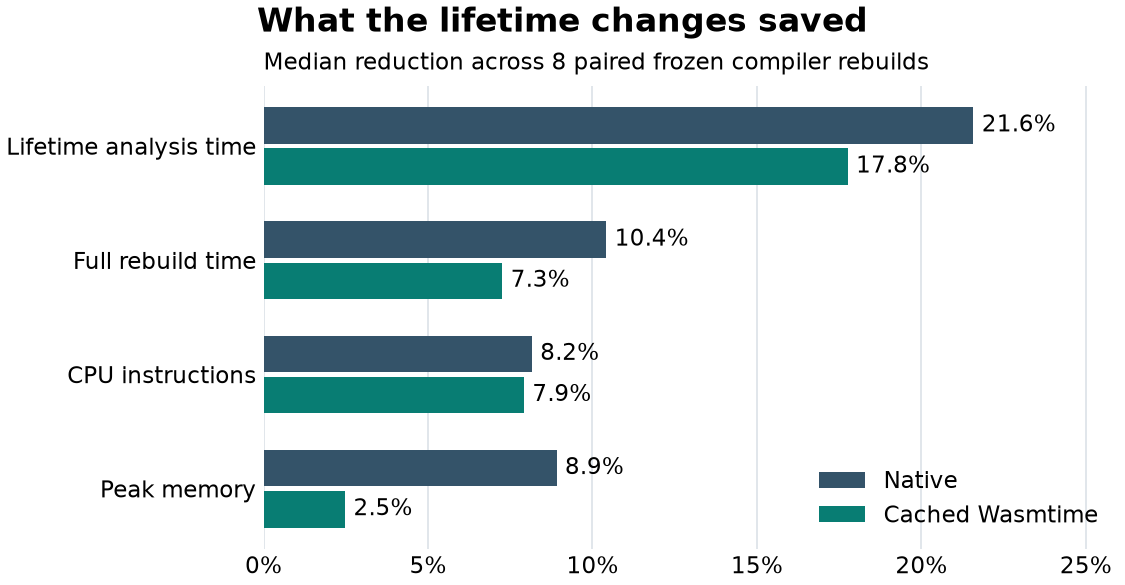 What the lifetime changes saved
Median reduction across 8 paired frozen compiler rebuilds
Lifetime analysis time
21.6%
17.8%
Full rebuild time
10.4%
7.3%
CPU instructions
8.2%
7.9%
Peak memory
8.9%
2.5%
Native
Cached Wasmtime
0% 5% 10% 15% 20% 25%